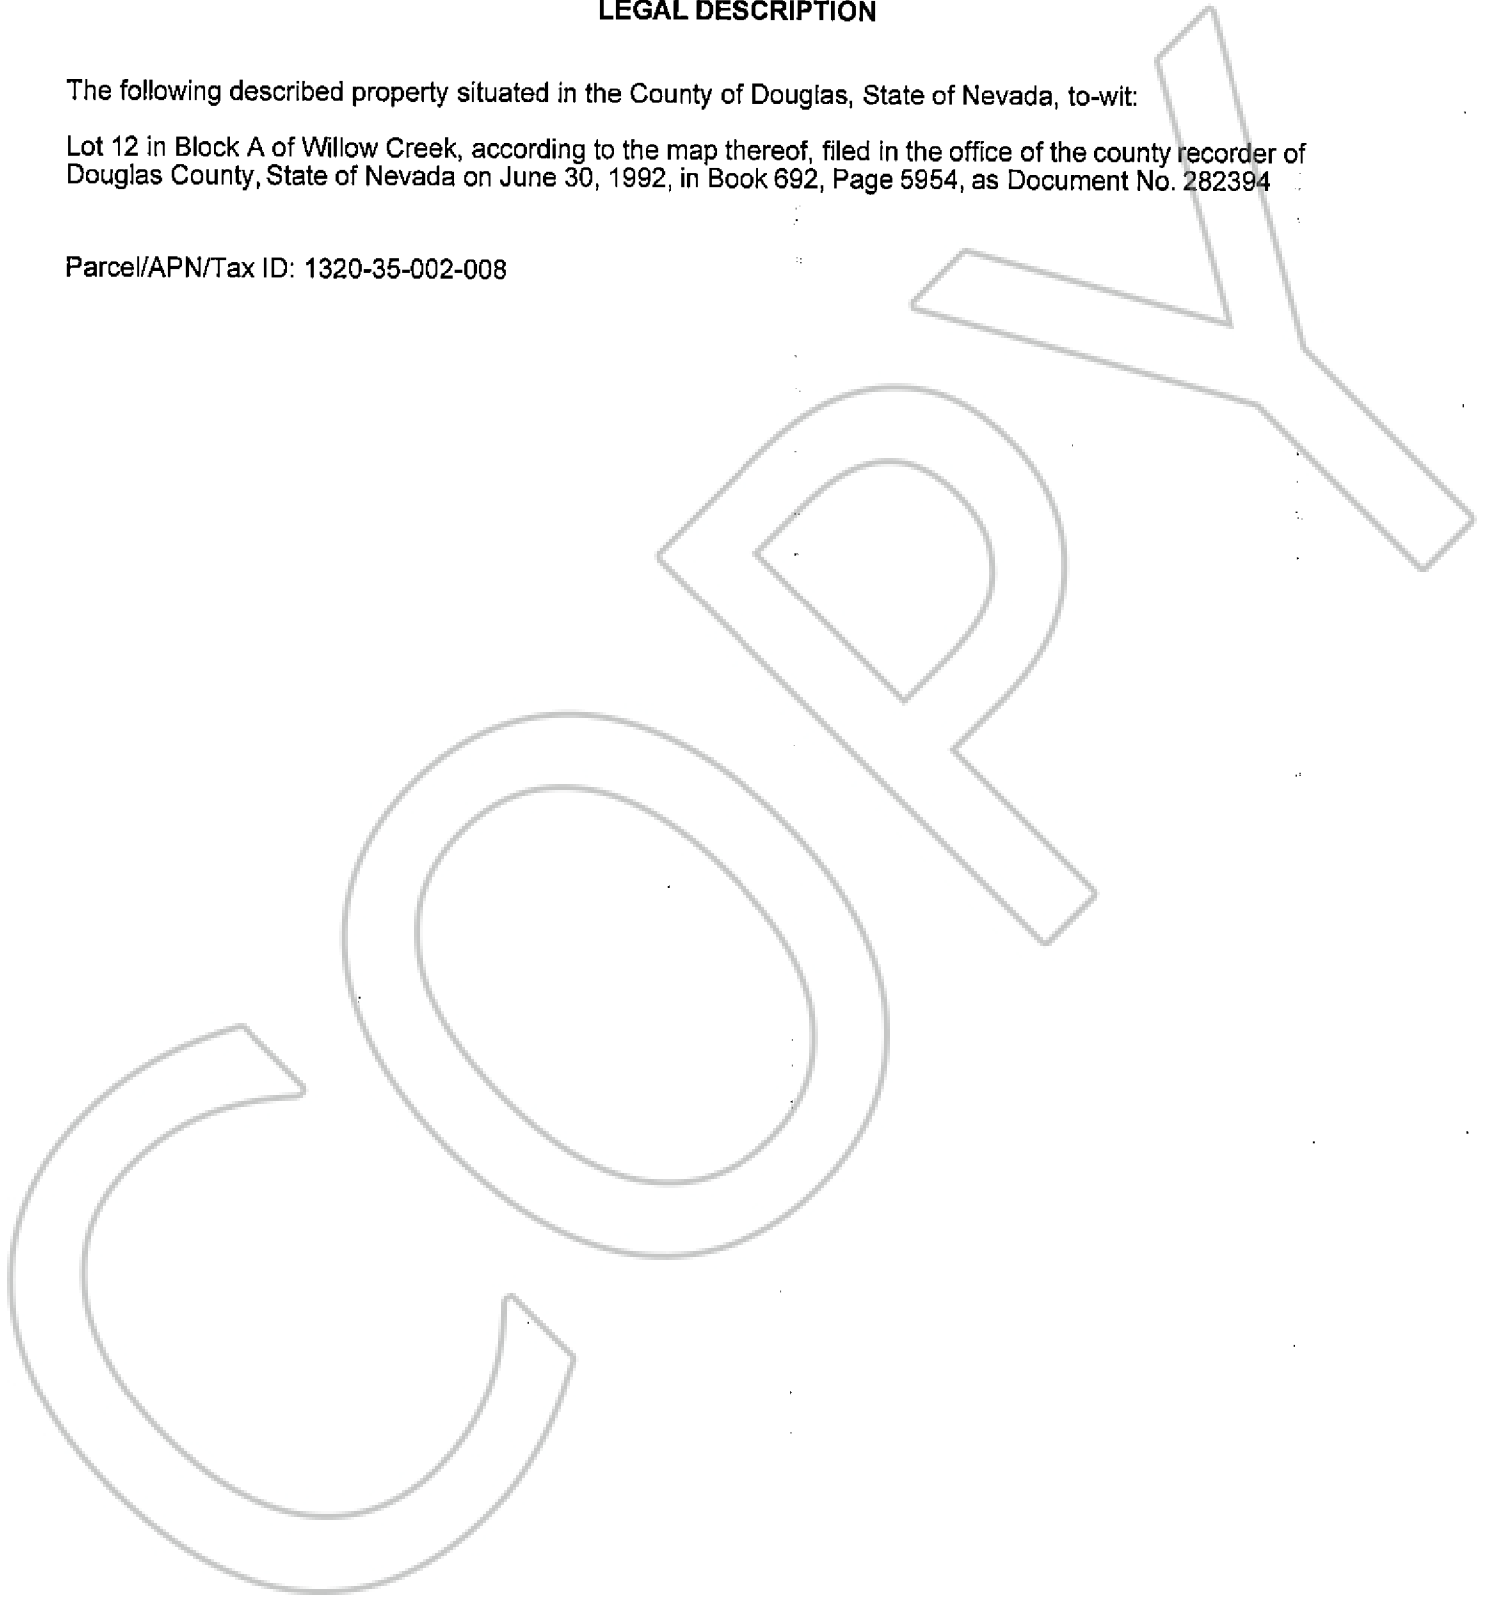 LEGAL DESCRIPTION
The following described property situated in the County of Douglas, State of Nevada, to-wit:
Lot 12 in Block A of Willow Creek, according to the map thereof, filed in the office of the county recorder of
Douglas County, State of Nevada on June 30, 1992, in Book 692, Page 5954, as Document No. 282394
Parcel/APN/Tax ID: 1320-35-002-008
COPY